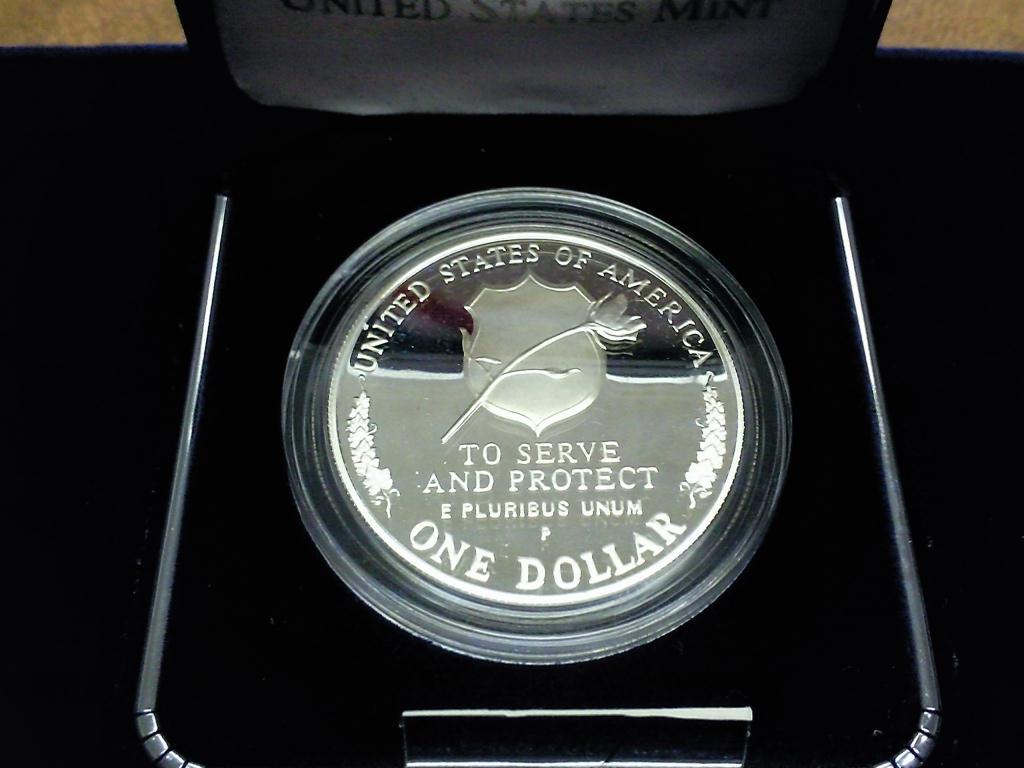 UNITED STATES MINT
UNITED STATES OF AMERICA
TO SERVE
AND PROTECT
E PLURIBUS UNUM
P
ONE DOLLAR